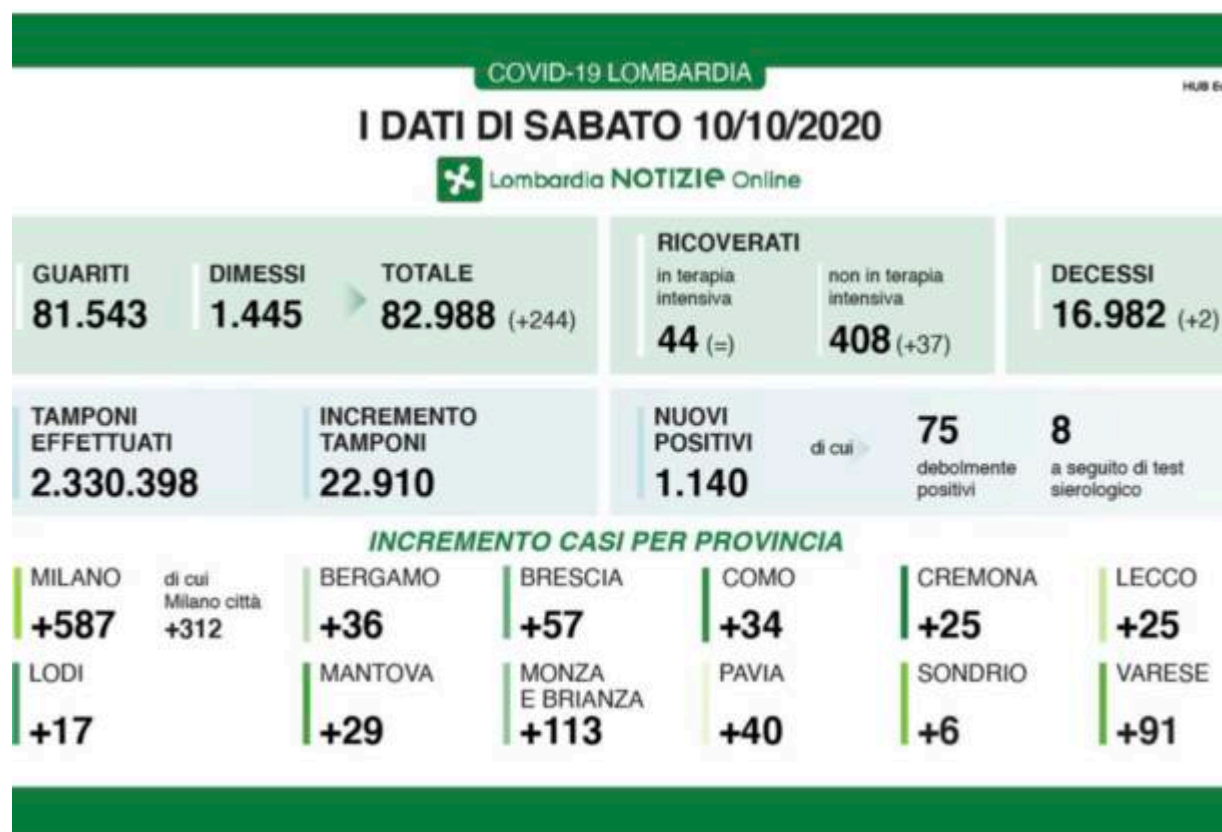 COVID-19 LOMBARDIA
HUB
I DATI DI SABATO 10/10/2020
Lombardia NOTIZIE Online
GUARITI
81.543
DIMESSI
1.445
TOTALE
82.988 (+244)
RICOVERATI
in terapia
intensiva
44 (=)
non in terapia
intensiva
408 (+37)
DECESSI
16.982 (+2)
TAMPONI
EFFETTUATI
2.330.398
INCREMENTO
TAMPONI
22.910
NUOVI
POSITIVI
1.140
di cui
75
debolmente
positivi
8
a seguito di test
sierologico
INCREMENTO CASI PER PROVINCIA
MILANO
+587
di cui
Milano città
+312
BERGAMO
+36
BRESCIA
+57
COMO
+34
CREMONA
+25
LECCO
+25
LODI
+17
MANTOVA
+29
MONZA
E BRIANZA
+113
PAVIA
+40
SONDRIO
+6
VARESE
+91